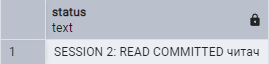 status
text
1 SESSION 2: READ COMMITTED читач